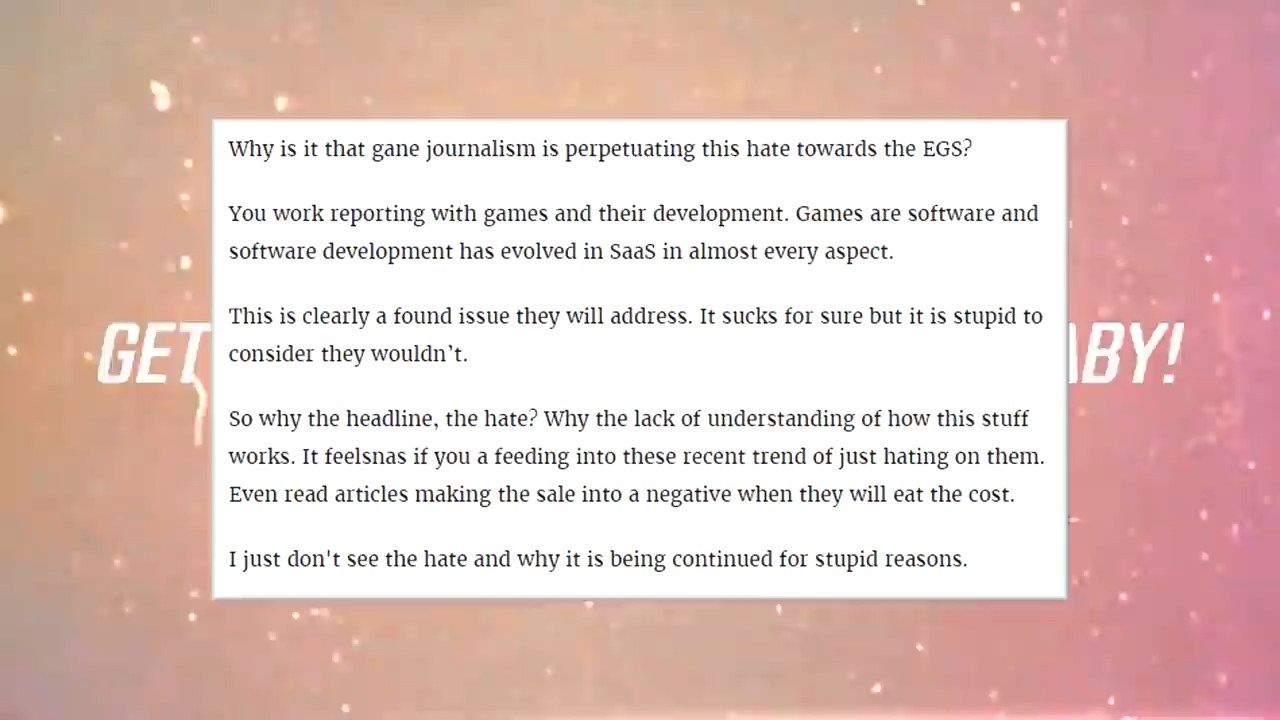 Why is it that gane journalism is perpetuating this hate towards the EGS?
You work reporting with games and their development. Games are software and
software development has evolved in SaaS in almost every aspect.
This is clearly a found issue they will address. It sucks for sure but it is stupid to
consider they wouldn't.
So why the headline, the hate? Why the lack of understanding of how this stuff
works. It feelsnas if you a feeding into these recent trend of just hating on them.
Even read articles making the sale into a negative when they will eat the cost.
I just don't see the hate and why it is being continued for stupid reasons.
GET